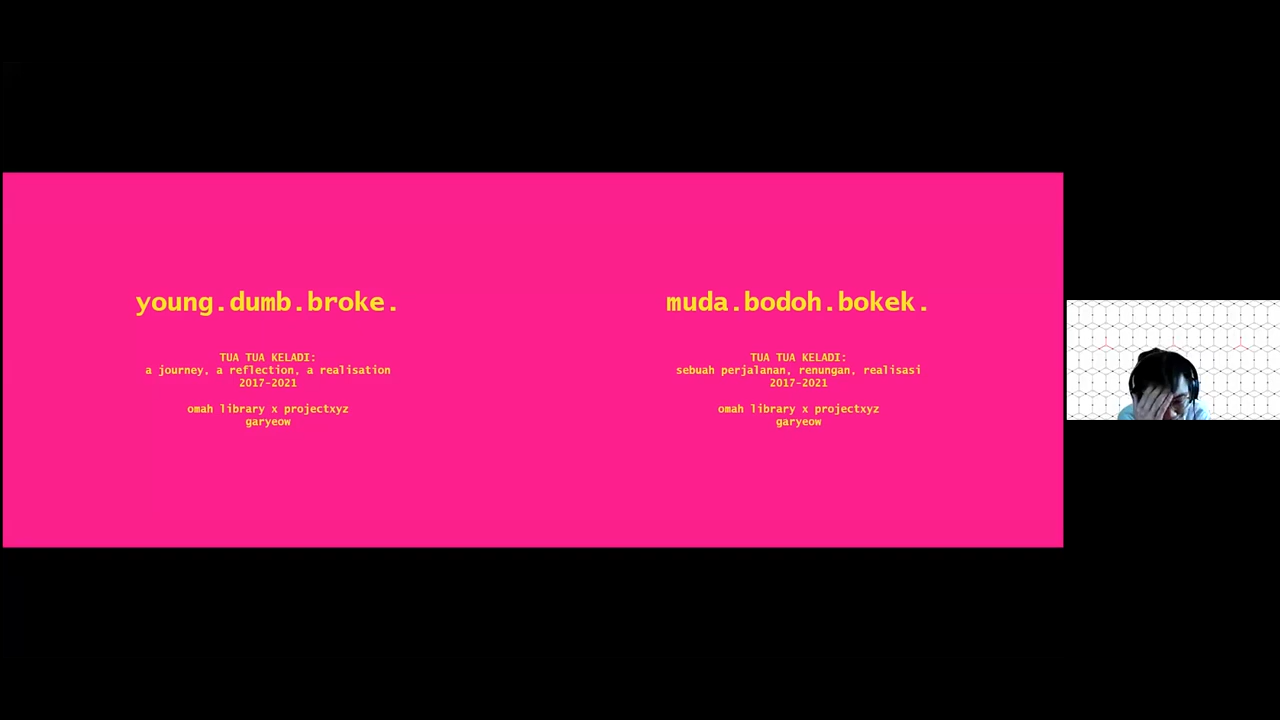 young.dumb.broke.
TUA TUA KELADI:
a journey, a reflection, a realisation
2017-2021
omah library x projectxyz
garyeow
muda.bodoh.bokek.
TUA TUA KELADI:
sebuah perjalanan, renungan, realisasi
2017-2021
omah library x projectxyz
garyeow